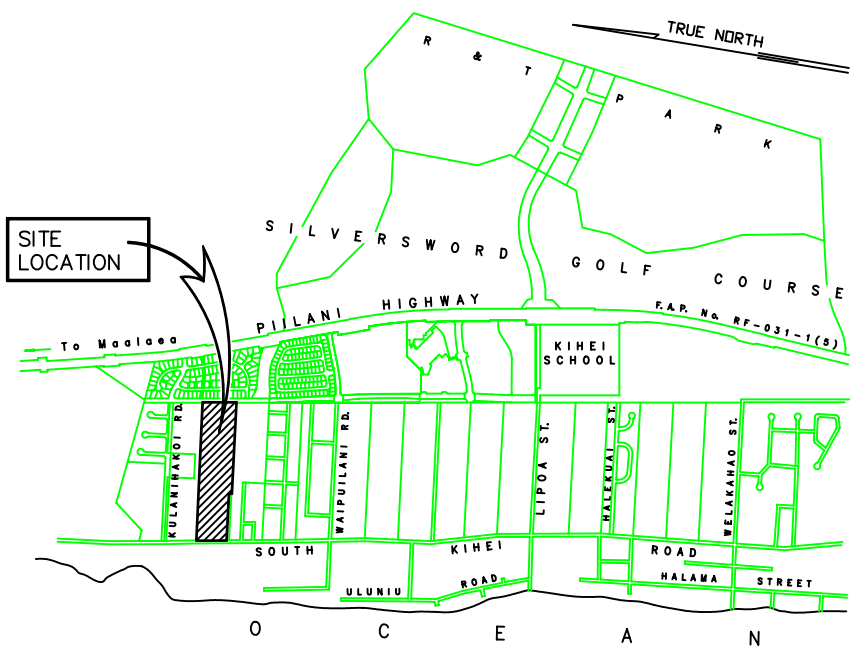 TRUE NORTH
R & T PARK
SITE
LOCATION
SILVERSWORD GOLF COURSE
PIILANI HIGHWAY
F.A.P. No. RF-031-1(5)
To Maalaea
KIHEI
SCHOOL
KULANIHAKOI RD.
WAIPUILANI RD.
LIPOA ST.
HALEKUAI ST.
WELAKAHAO ST.
SOUTH KIHEI ROAD
ULUNIU ROAD
HALAMA STREET
OCEAN